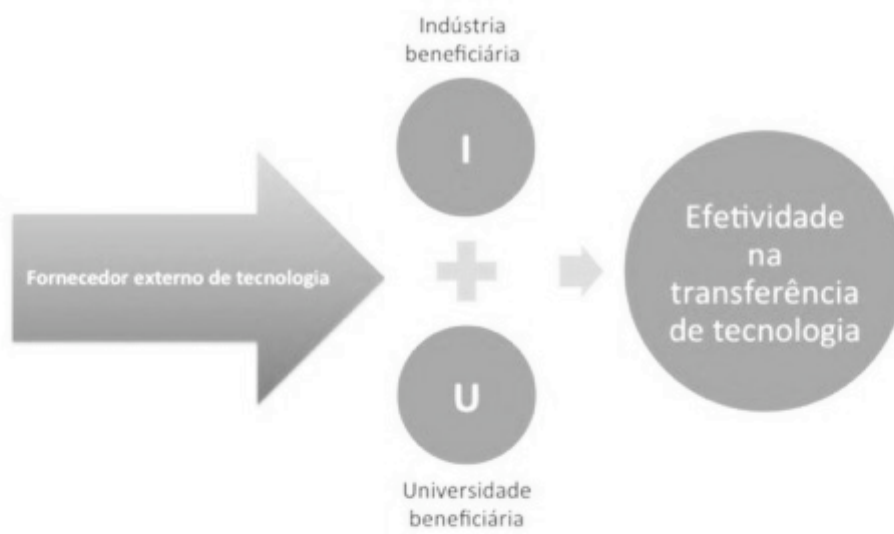 Indústria
beneficiária
I
Fornecedor externo de tecnologia
U
Universidade
beneficiária
Efetividade
na
transferência
de tecnologia